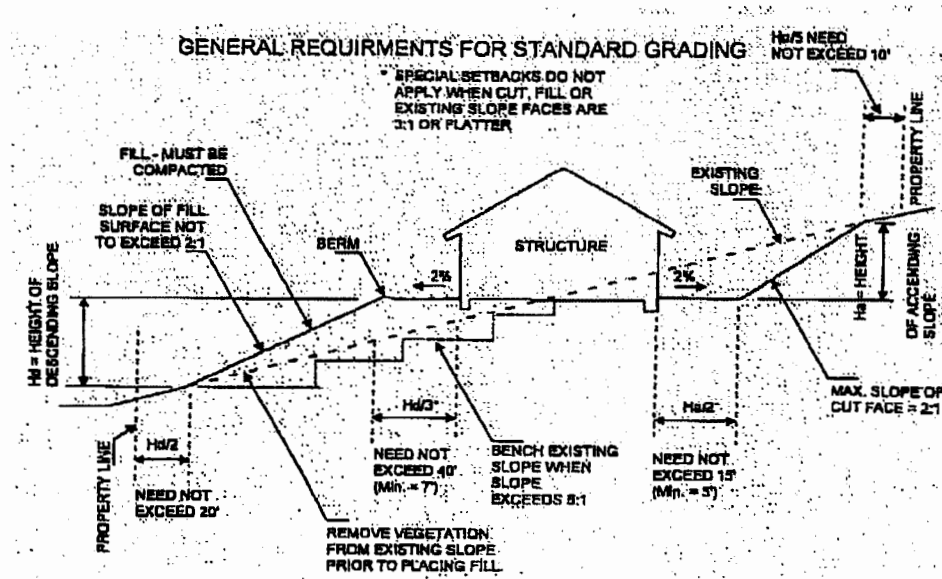 GENERAL REQUIRMENTS FOR STANDARD GRADING
* SPECIAL SETBACKS DO NOT
APPLY WHEN CUT, FILL OR
EXISTING SLOPE FACES ARE
3:1 OR FLATTER
Hd/5 NEED
NOT EXCEED 10'
PROPERTY LINE
FILL - MUST BE
COMPACTED
SLOPE OF FILL
SURFACE NOT
TO EXCEED 2:1
BERM
2%
STRUCTURE
2%
EXISTING
SLOPE
Hd = HEIGHT OF
DESCENDING SLOPE
Ha = HEIGHT
OF ACCENDING
SLOPE
MAX. SLOPE OF
CUT FACE = 2:1
PROPERTY LINE
Hd/2
NEED NOT
EXCEED 20'
Hd/3*
NEED NOT
EXCEED 40'
(Min. = 7')
BENCH EXISTING
SLOPE WHEN
SLOPE
EXCEEDS 5:1
Ha/2*
NEED NOT
EXCEED 15'
(Min. = 5')
REMOVE VEGETATION
FROM EXISTING SLOPE
PRIOR TO PLACING FILL